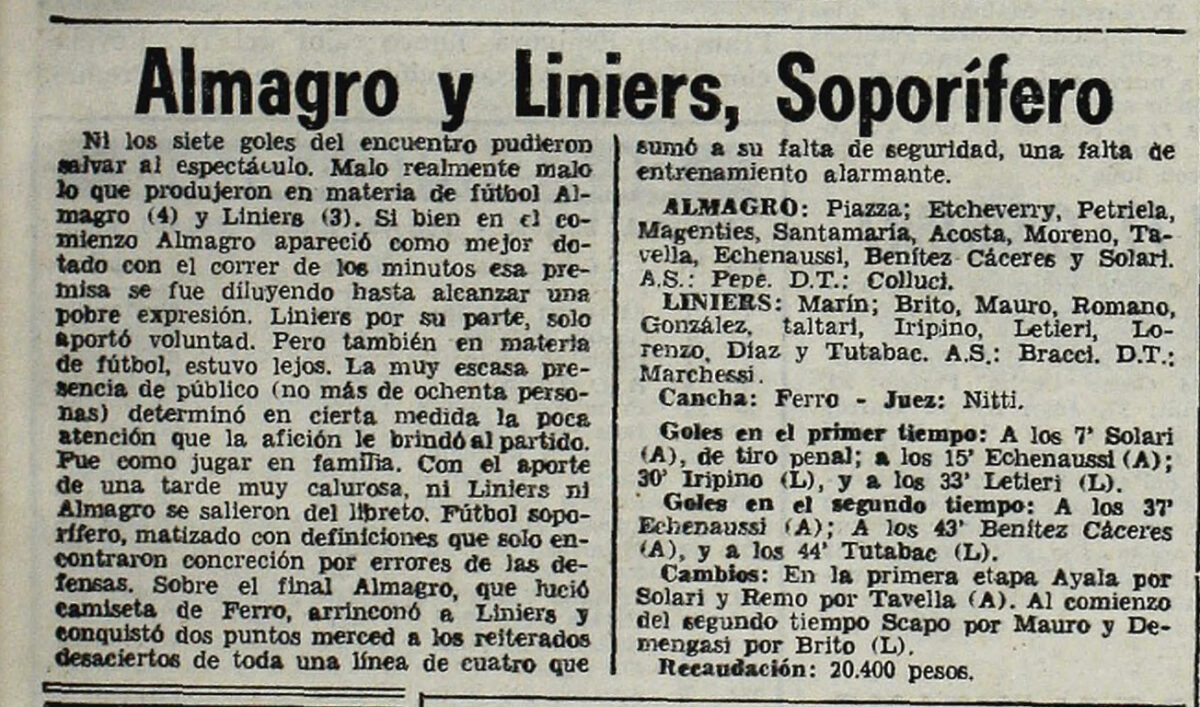 Almagro y Liniers, Soporífero
Ni los siete goles del encuentro pudieron
salvar al espectáculo. Malo realmente malo
lo que produjeron en materia de fútbol Al-
magro (4) y Liniers (3). Si bien en el co-
mienzo Almagro apareció como mejor do-
tado con el correr de los minutos esa pre-
misa se fue diluyendo hasta alcanzar una
pobre expresión. Liniers por su parte, solo
aportó voluntad. Pero también en materia
de fútbol, estuvo lejos. La muy escasa pre-
sencia de público (no más de ochenta perso-
nas) determinó en cierta medida la poca
atención que la afición le brindó al partido.
Fue como jugar en família. Con el aporte
de una tarde muy calurosa, ni Liniers ni
Almagro se salieron del libreto. Fútbol sopo-
rífero, matizado con definiciones que solo en-
contraron concreción por errores de las de-
fensas. Sobre el final Almagro, que lució
camiseta de Ferro, arrinconó a Liniers y
conquistó dos puntos merced a los reiterados
desaciertos de toda una línea de cuatro que
sumó a su falta de seguridad, una falta de
entrenamiento alarmante.
ALMAGRO: Piazza; Etcheverry, Petriela,
Magenties, Santamaría, Acosta, Moreno, Ta-
vella, Echenaussi, Benítez Cáceres y Solari.
A.S.: Pepe. D.T.: Colluci.
LINIERS: Marín; Brito, Mauro, Romano,
González, taltari, Iripino, Letieri, Lo-
renzo, Díaz y Tutabac. A.S.: Bracci. D.T.:
Marchessi.
Cancha: Ferro - Juez: Nitti.
Goles en el primer tiempo: A los 7' Solari
(A), de tiro penal; a los 15' Echenaussi (A);
30' Iripino (L), y a los 33' Letieri (L).
Goles en el segundo tiempo: A los 37'
Echenaussi (A); A los 43' Benítez Cáceres
(A), y a los 44' Tutabac (L).
Cambios: En la primera etapa Ayala por
Solari y Remo por Tavella (A). Al comienzo
del segundo tiempo Scapo por Mauro y De-
mengasi por Brito (L).
Recaudación: 20.400 pesos.